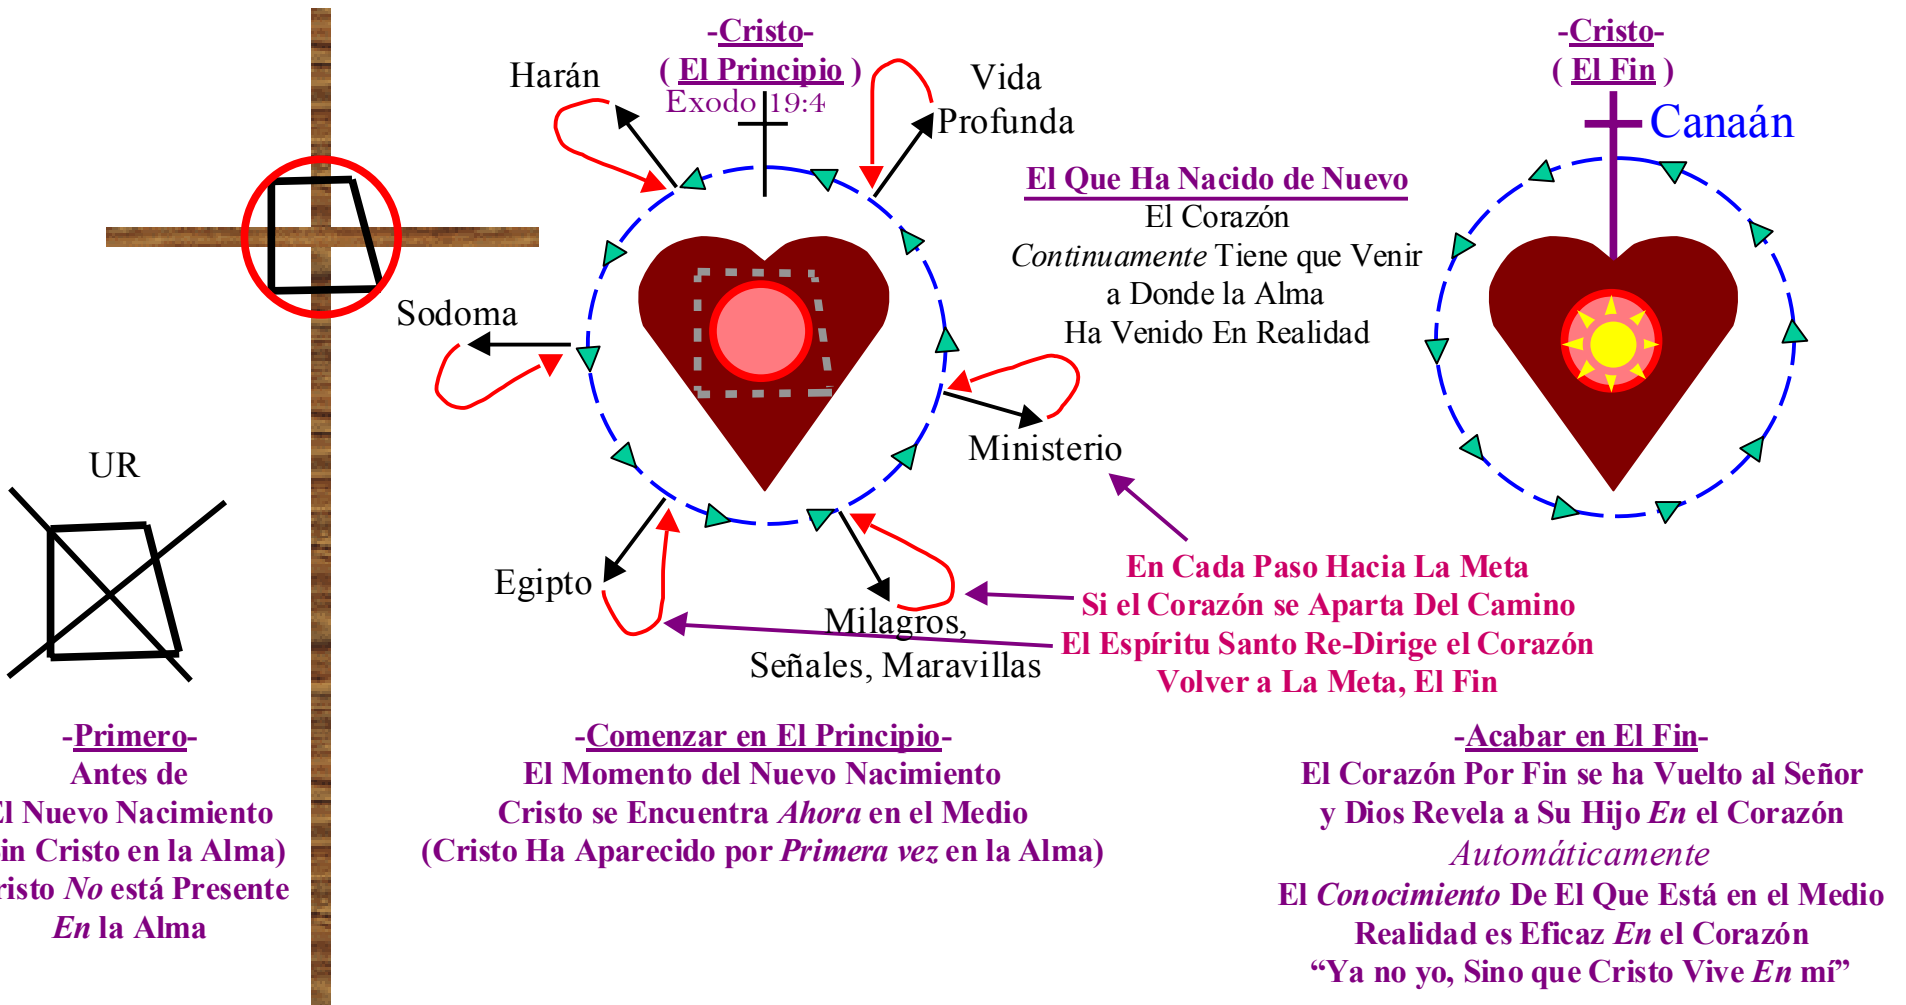 UR
-Primero-
Antes de
El Nuevo Nacimiento
in Cristo en la Alma)
risto No está Presente
En la Alma
-Cristo-
( El Principio )
Exodo 19:4
Harán
Vida
Profunda
Sodoma
Ministerio
Egipto
Milagros,
Señales, Maravillas
-Comenzar en El Principio-
El Momento del Nuevo Nacimiento
Cristo se Encuentra Ahora en el Medio
(Cristo Ha Aparecido por Primera vez en la Alma)
El Que Ha Nacido de Nuevo
El Corazón
Continuamente Tiene que Venir
a Donde la Alma
Ha Venido En Realidad
En Cada Paso Hacia La Meta
Si el Corazón se Aparta Del Camino
El Espíritu Santo Re-Dirige el Corazón
Volver a La Meta, El Fin
-Cristo-
( El Fin )
Canaán
-Acabar en El Fin-
El Corazón Por Fin se ha Vuelto al Señor
y Dios Revela a Su Hijo En el Corazón
Automáticamente
El Conocimiento De El Que Está en el Medio
Realidad es Eficaz En el Corazón
“Ya no yo, Sino que Cristo Vive En mí”